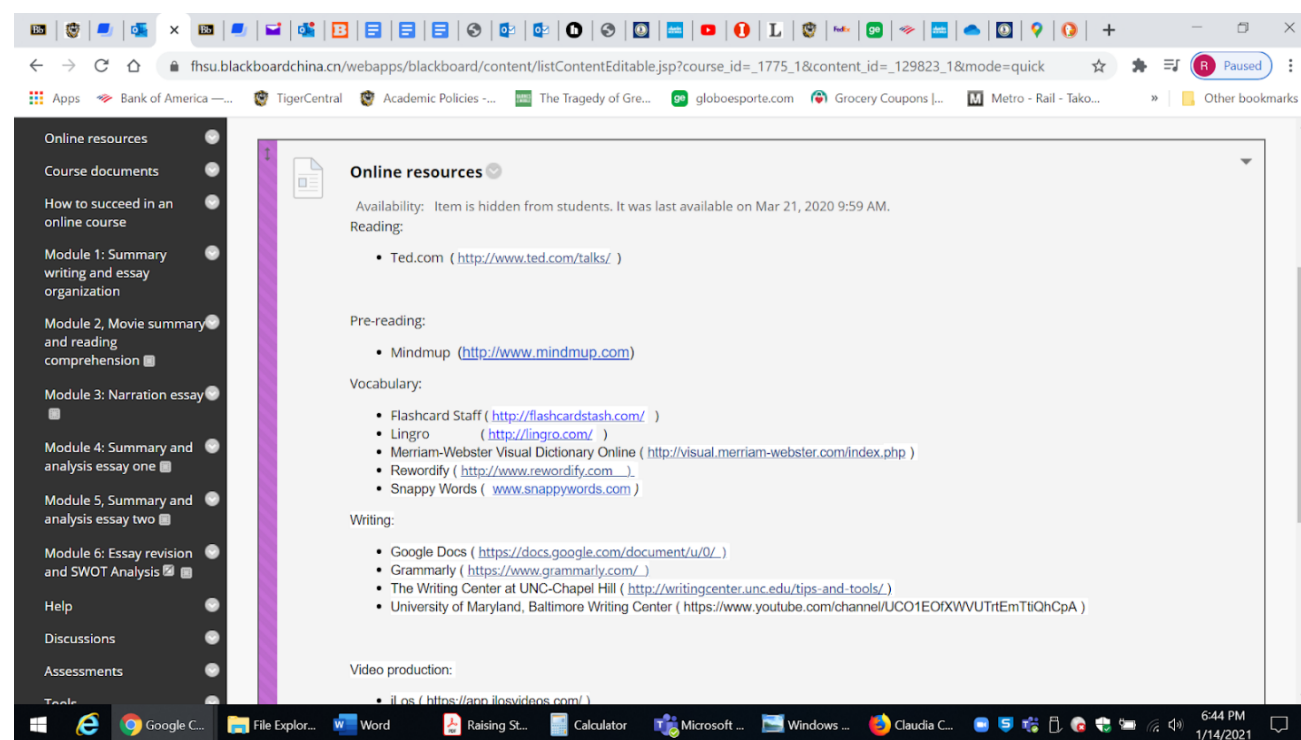 fhsu.blackboardchina.cn/webapps/blackboard/content/listContentEditable.jsp?course_id=_1775_1&content_id=_129823_1&mode=quick
R Paused
Apps
Bank of America —...
TigerCentral
Academic Policies -...
The Tragedy of Gre...
globoesporte.com
Grocery Coupons |...
Metro - Rail - Tako...
»
Other bookmarks
Online resources
Course documents
How to succeed in an
online course
Module 1: Summary
writing and essay
organization
Module 2, Movie summary
and reading
comprehension
Module 3: Narration essay
Module 4: Summary and
analysis essay one
Module 5, Summary and
analysis essay two
Module 6: Essay revision
and SWOT Analysis
Help
Discussions
Assessments
Tools
Online resources
Availability: Item is hidden from students. It was last available on Mar 21, 2020 9:59 AM.
Reading:
• Ted.com ( http://www.ted.com/talks/ )
Pre-reading:
• Mindmup (http://www.mindmup.com)
Vocabulary:
• Flashcard Staff ( http://flashcardstash.com/ )
• Lingro ( http://lingro.com/ )
• Merriam-Webster Visual Dictionary Online ( http://visual.merriam-webster.com/index.php )
• Rewordify ( http://www.rewordify.com )
• Snappy Words ( www.snappywords.com )
Writing:
• Google Docs ( https://docs.google.com/document/u/0/ )
• Grammarly ( https://www.grammarly.com/ )
• The Writing Center at UNC-Chapel Hill ( http://writingcenter.unc.edu/tips-and-tools/ )
• University of Maryland, Baltimore Writing Center ( https://www.youtube.com/channel/UCO1EOfXWVUTrtEmTtiQhCpA )
Video production:
• iLos ( https://app.ilosvideos.com/ )
Google C...
File Explor...
Word
Raising St...
Calculator
Microsoft ...
Windows ...
Claudia C...
6:44 PM
1/14/2021